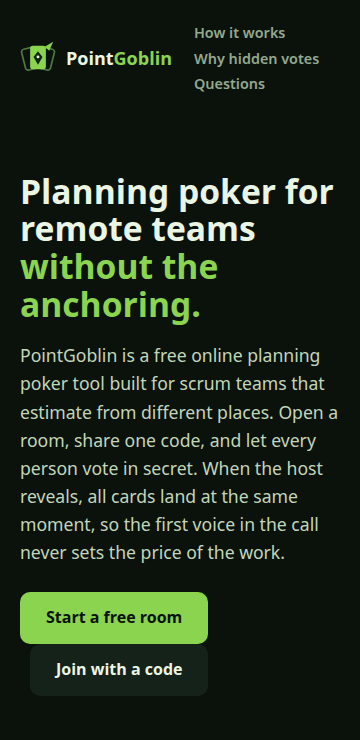 How it works
PointGoblin
Why hidden votes
Questions
Planning poker for
remote teams
without the
anchoring.
PointGoblin is a free online planning
poker tool built for scrum teams that
estimate from different places. Open a
room, share one code, and let every
person vote in secret. When the host
reveals, all cards land at the same
moment, so the first voice in the call
never sets the price of the work.
Start a free room
Join with a code